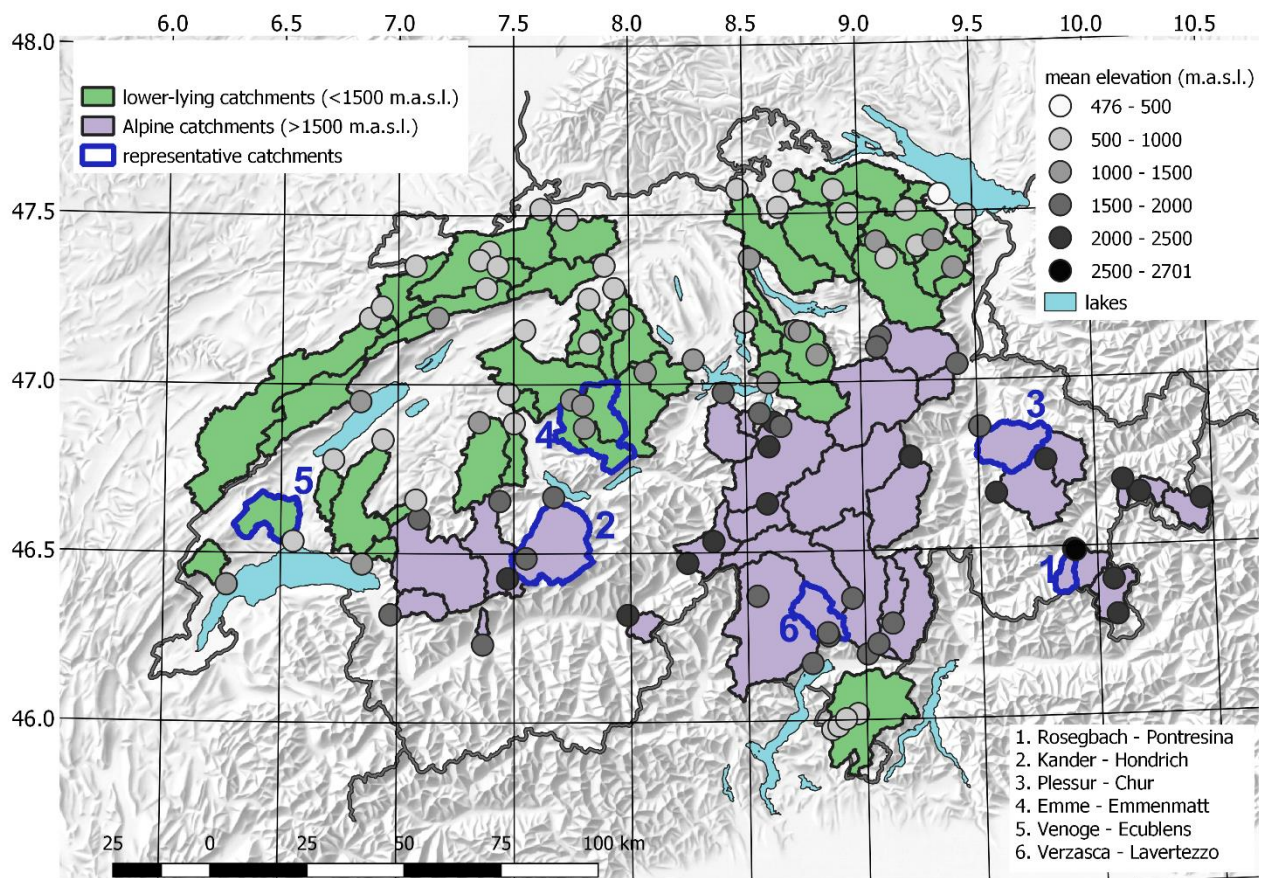 6.0 6.5 7.0 7.5 8.0 8.5 9.0 9.5 10.0 10.5
48.0
47.5
47.0
46.5
46.0
lower-lying catchments (<1500 m.a.s.l.)
Alpine catchments (>1500 m.a.s.l.)
representative catchments
mean elevation (m.a.s.l.)
476 - 500
500 - 1000
1000 - 1500
1500 - 2000
2000 - 2500
2500 - 2701
lakes
3
4
5
2
1
6
1. Rosegbach - Pontresina
2. Kander - Hondrich
3. Plessur - Chur
4. Emme - Emmenmatt
5. Venoge - Ecublens
6. Verzasca - Lavertezzo
25 0 25 50 75 100 km